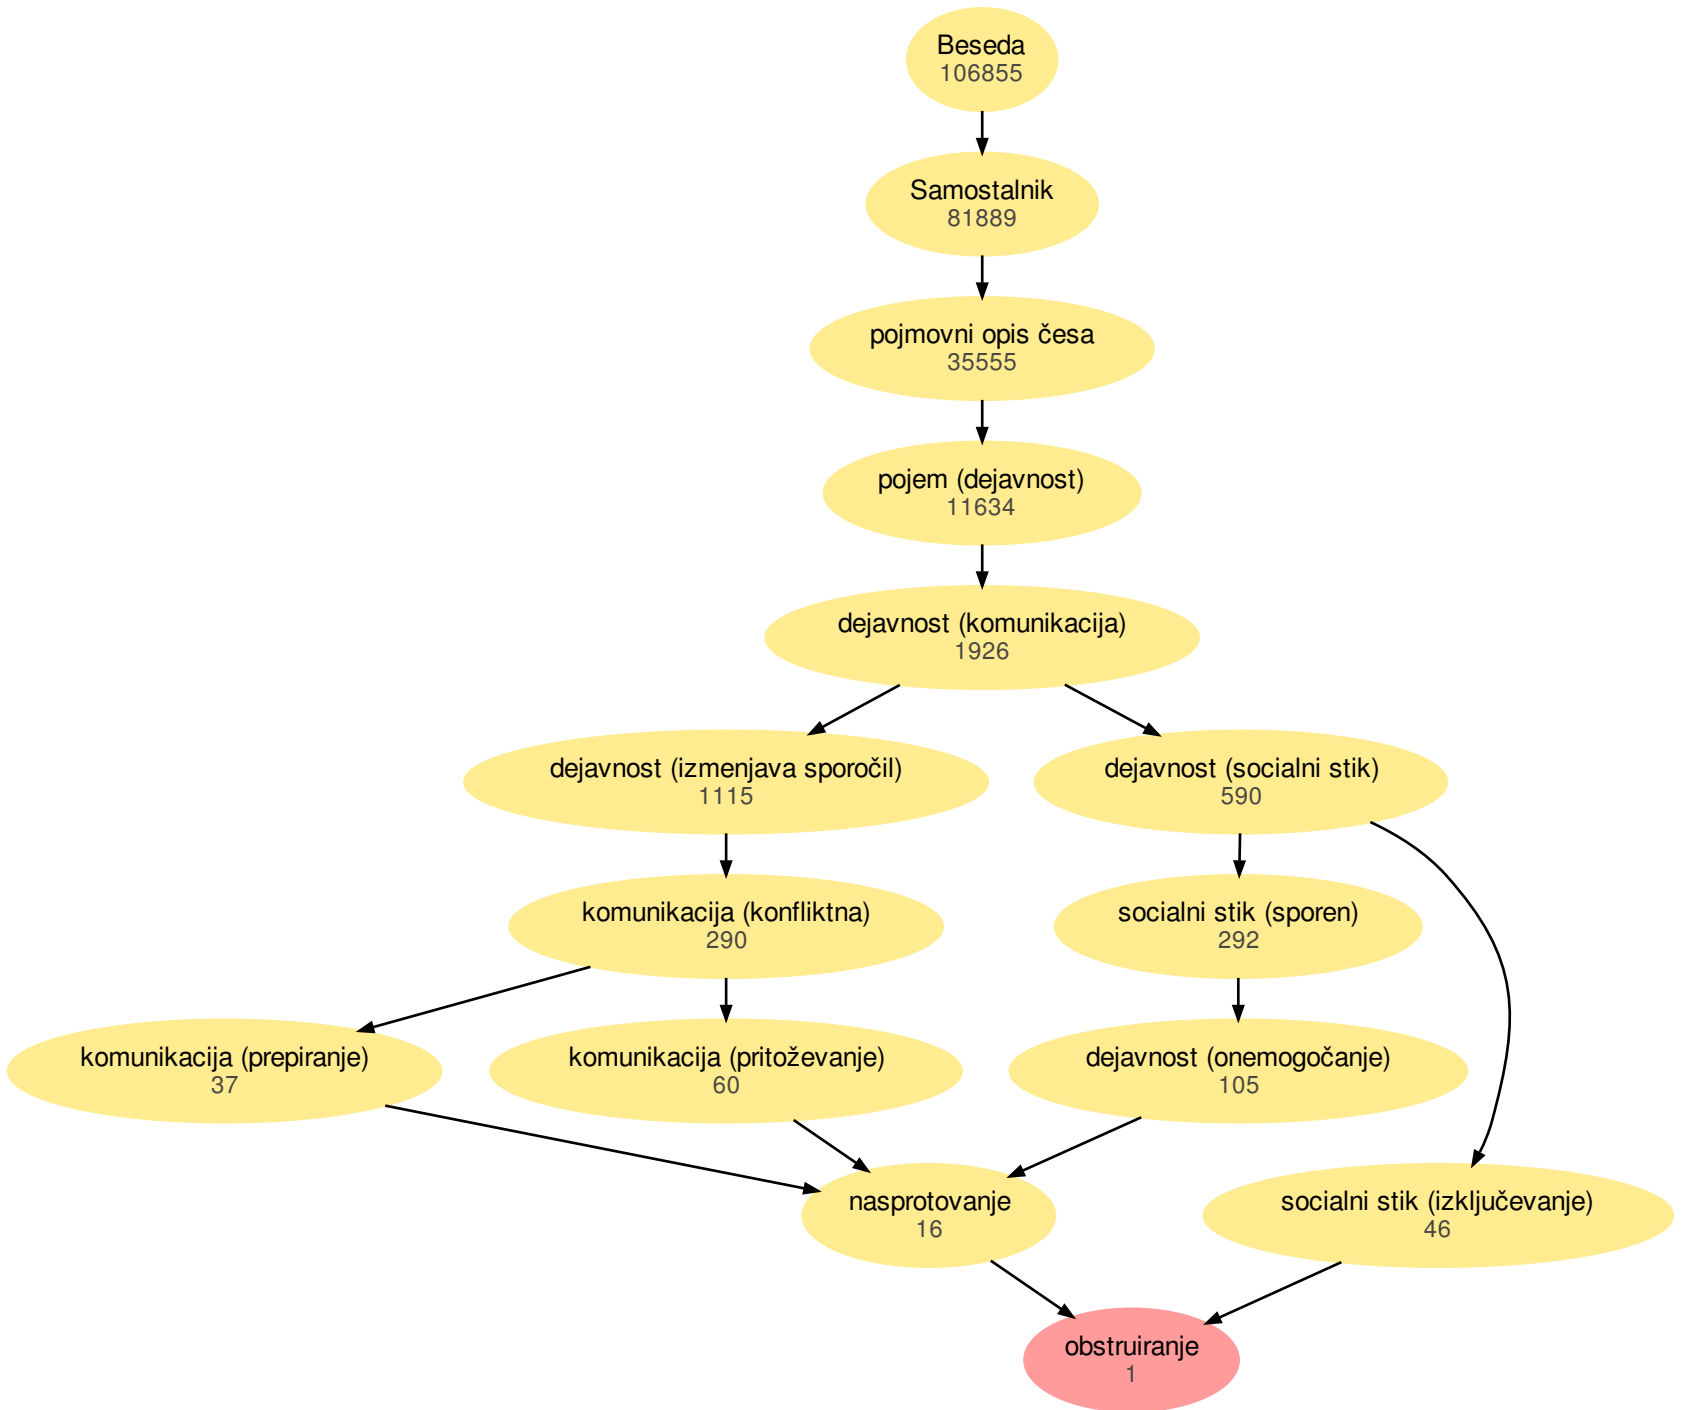 Beseda
106855
Samostalnik
81889
pojmovni opis česa
35555
pojem (dejavnost)
11634
dejavnost (komunikacija)
1926
dejavnost (izmenjava sporočil)
1115
dejavnost (socialni stik)
590
komunikacija (konfliktna)
290
socialni stik (sporen)
292
komunikacija (prepiranje)
37
komunikacija (pritoževanje)
60
dejavnost (onemogočanje)
105
nasprotovanje
16
socialni stik (izključevanje)
46
obstruiranje
1